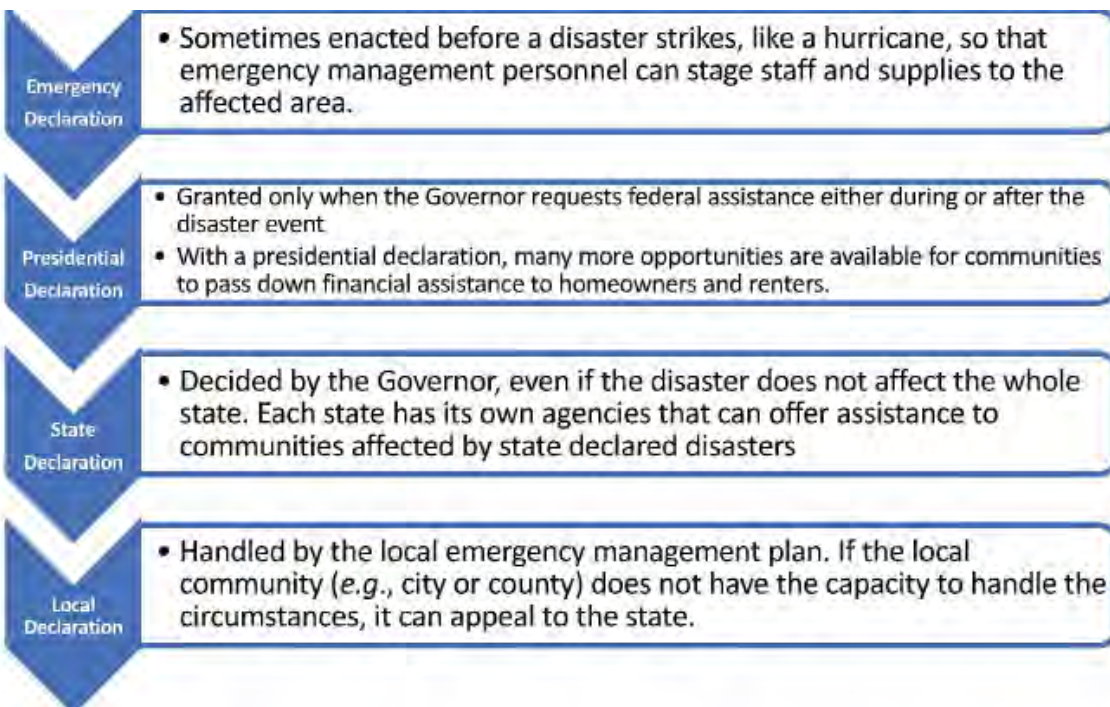 Emergency
Declaration
• Sometimes enacted before a disaster strikes, like a hurricane, so that
emergency management personnel can stage staff and supplies to the
affected area.
Presidential
Declaration
• Granted only when the Governor requests federal assistance either during or after the
disaster event
• With a presidential declaration, many more opportunities are available for communities
to pass down financial assistance to homeowners and renters.
State
Declaration
• Decided by the Governor, even if the disaster does not affect the whole
state. Each state has its own agencies that can offer assistance to
communities affected by state declared disasters
Local
Declaration
• Handled by the local emergency management plan. If the local
community (e.g., city or county) does not have the capacity to handle the
circumstances, it can appeal to the state.